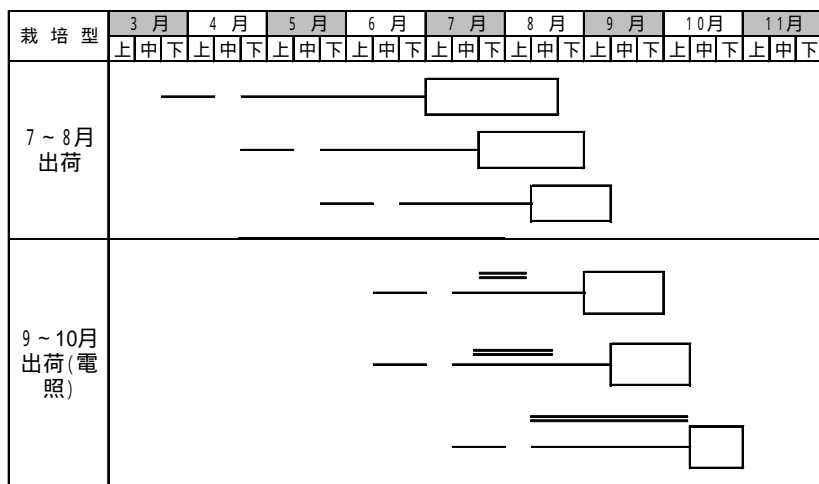 栽 培 型 3 月 4 月 5 月 6 月 7 月 8 月 9 月 10月 11月
上 中 下 上 中 下 上 中 下 上 中 下 上 中 下 上 中 下 上 中 下 上 中 下 上 中 下
7 ~ 8月
出荷
9 ~ 10月
出荷(電
照)